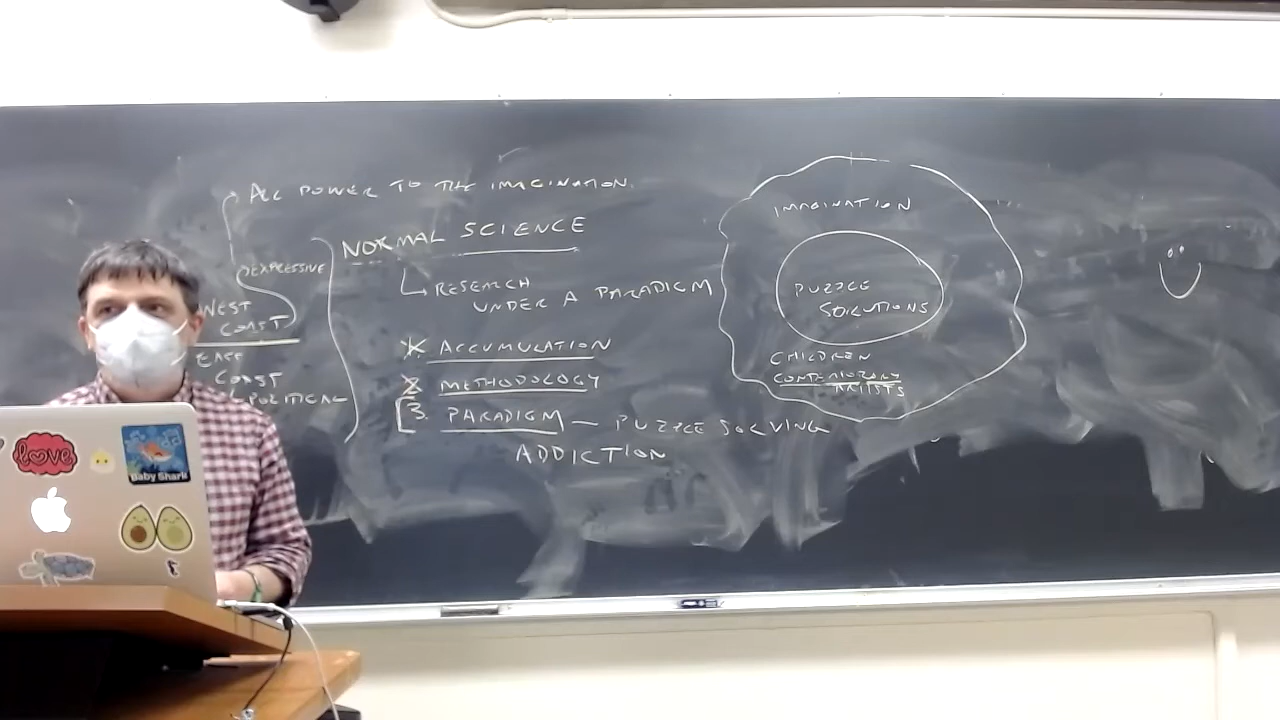 ALL POWER TO THE IMAGINATION
EXPRESSIVE
WEST
COAST
EAST
COAST
POLITICAL
NORMAL SCIENCE
RESEARCH
UNDER A PARADIGM
ACCUMULATION
METHODOLOGY
3. PARADIGM — PUZZLE SOLVING
ADDICTION
IMAGINATION
PUZZLE
SOLUTIONS
CHILDREN
CONTEMPORARY
ARTISTS
love
Baby Shark